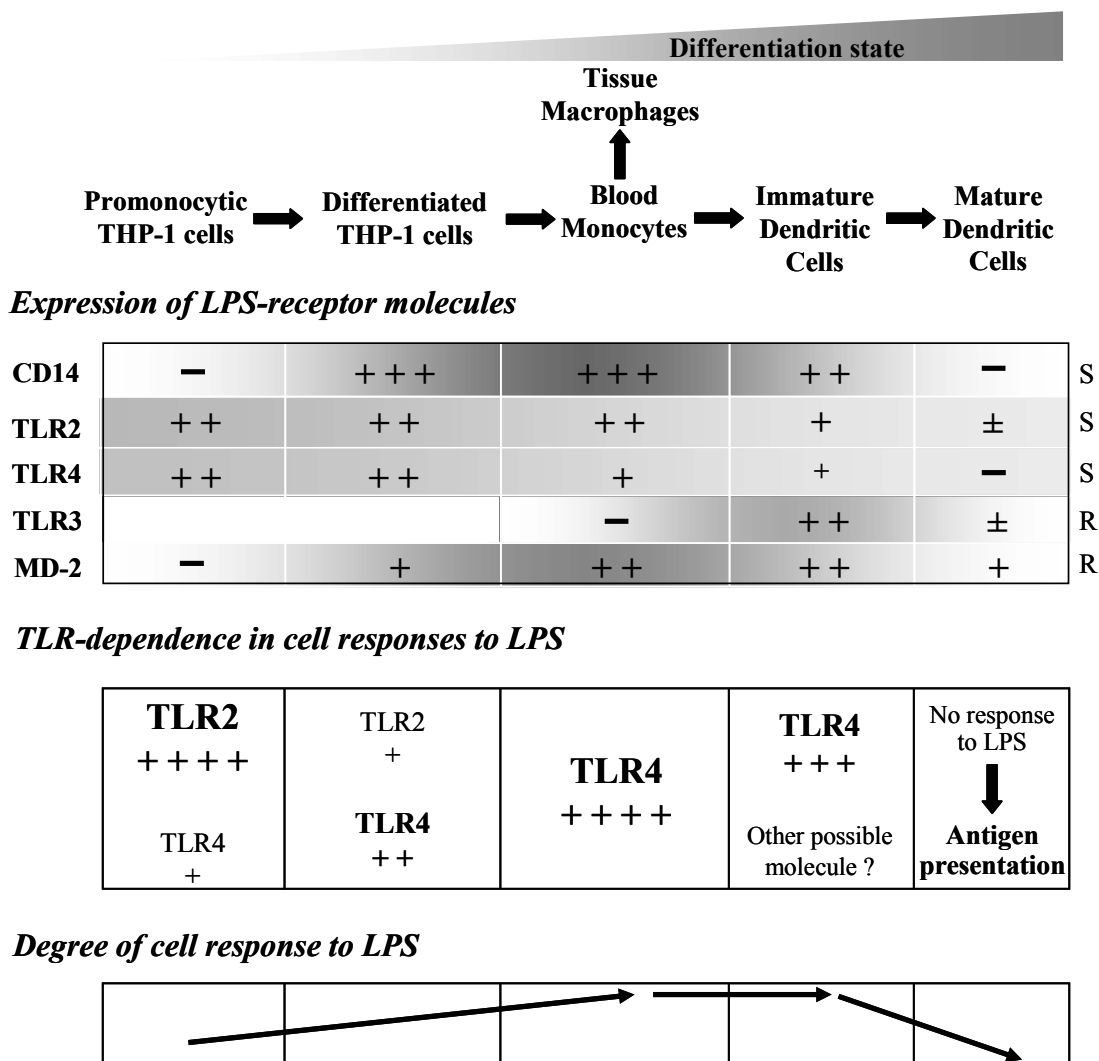 Differentiation state
Tissue
Macrophages
Promonocytic
THP-1 cells
Differentiated
THP-1 cells
Blood
Monocytes
Immature
Dendritic
Cells
Mature
Dendritic
Cells
Expression of LPS-receptor molecules
CD14 − +++ +++ ++ − S
TLR2 ++ ++ ++ + ± S
TLR4 ++ ++ + + − S
TLR3 − ++ ± R
MD-2 − + ++ ++ + R
TLR-dependence in cell responses to LPS
TLR2
++++
TLR4
+
TLR2
+
TLR4
++
TLR4
++++
TLR4
+++
Other possible
molecule ?
No response
to LPS
Antigen
presentation
Degree of cell response to LPS